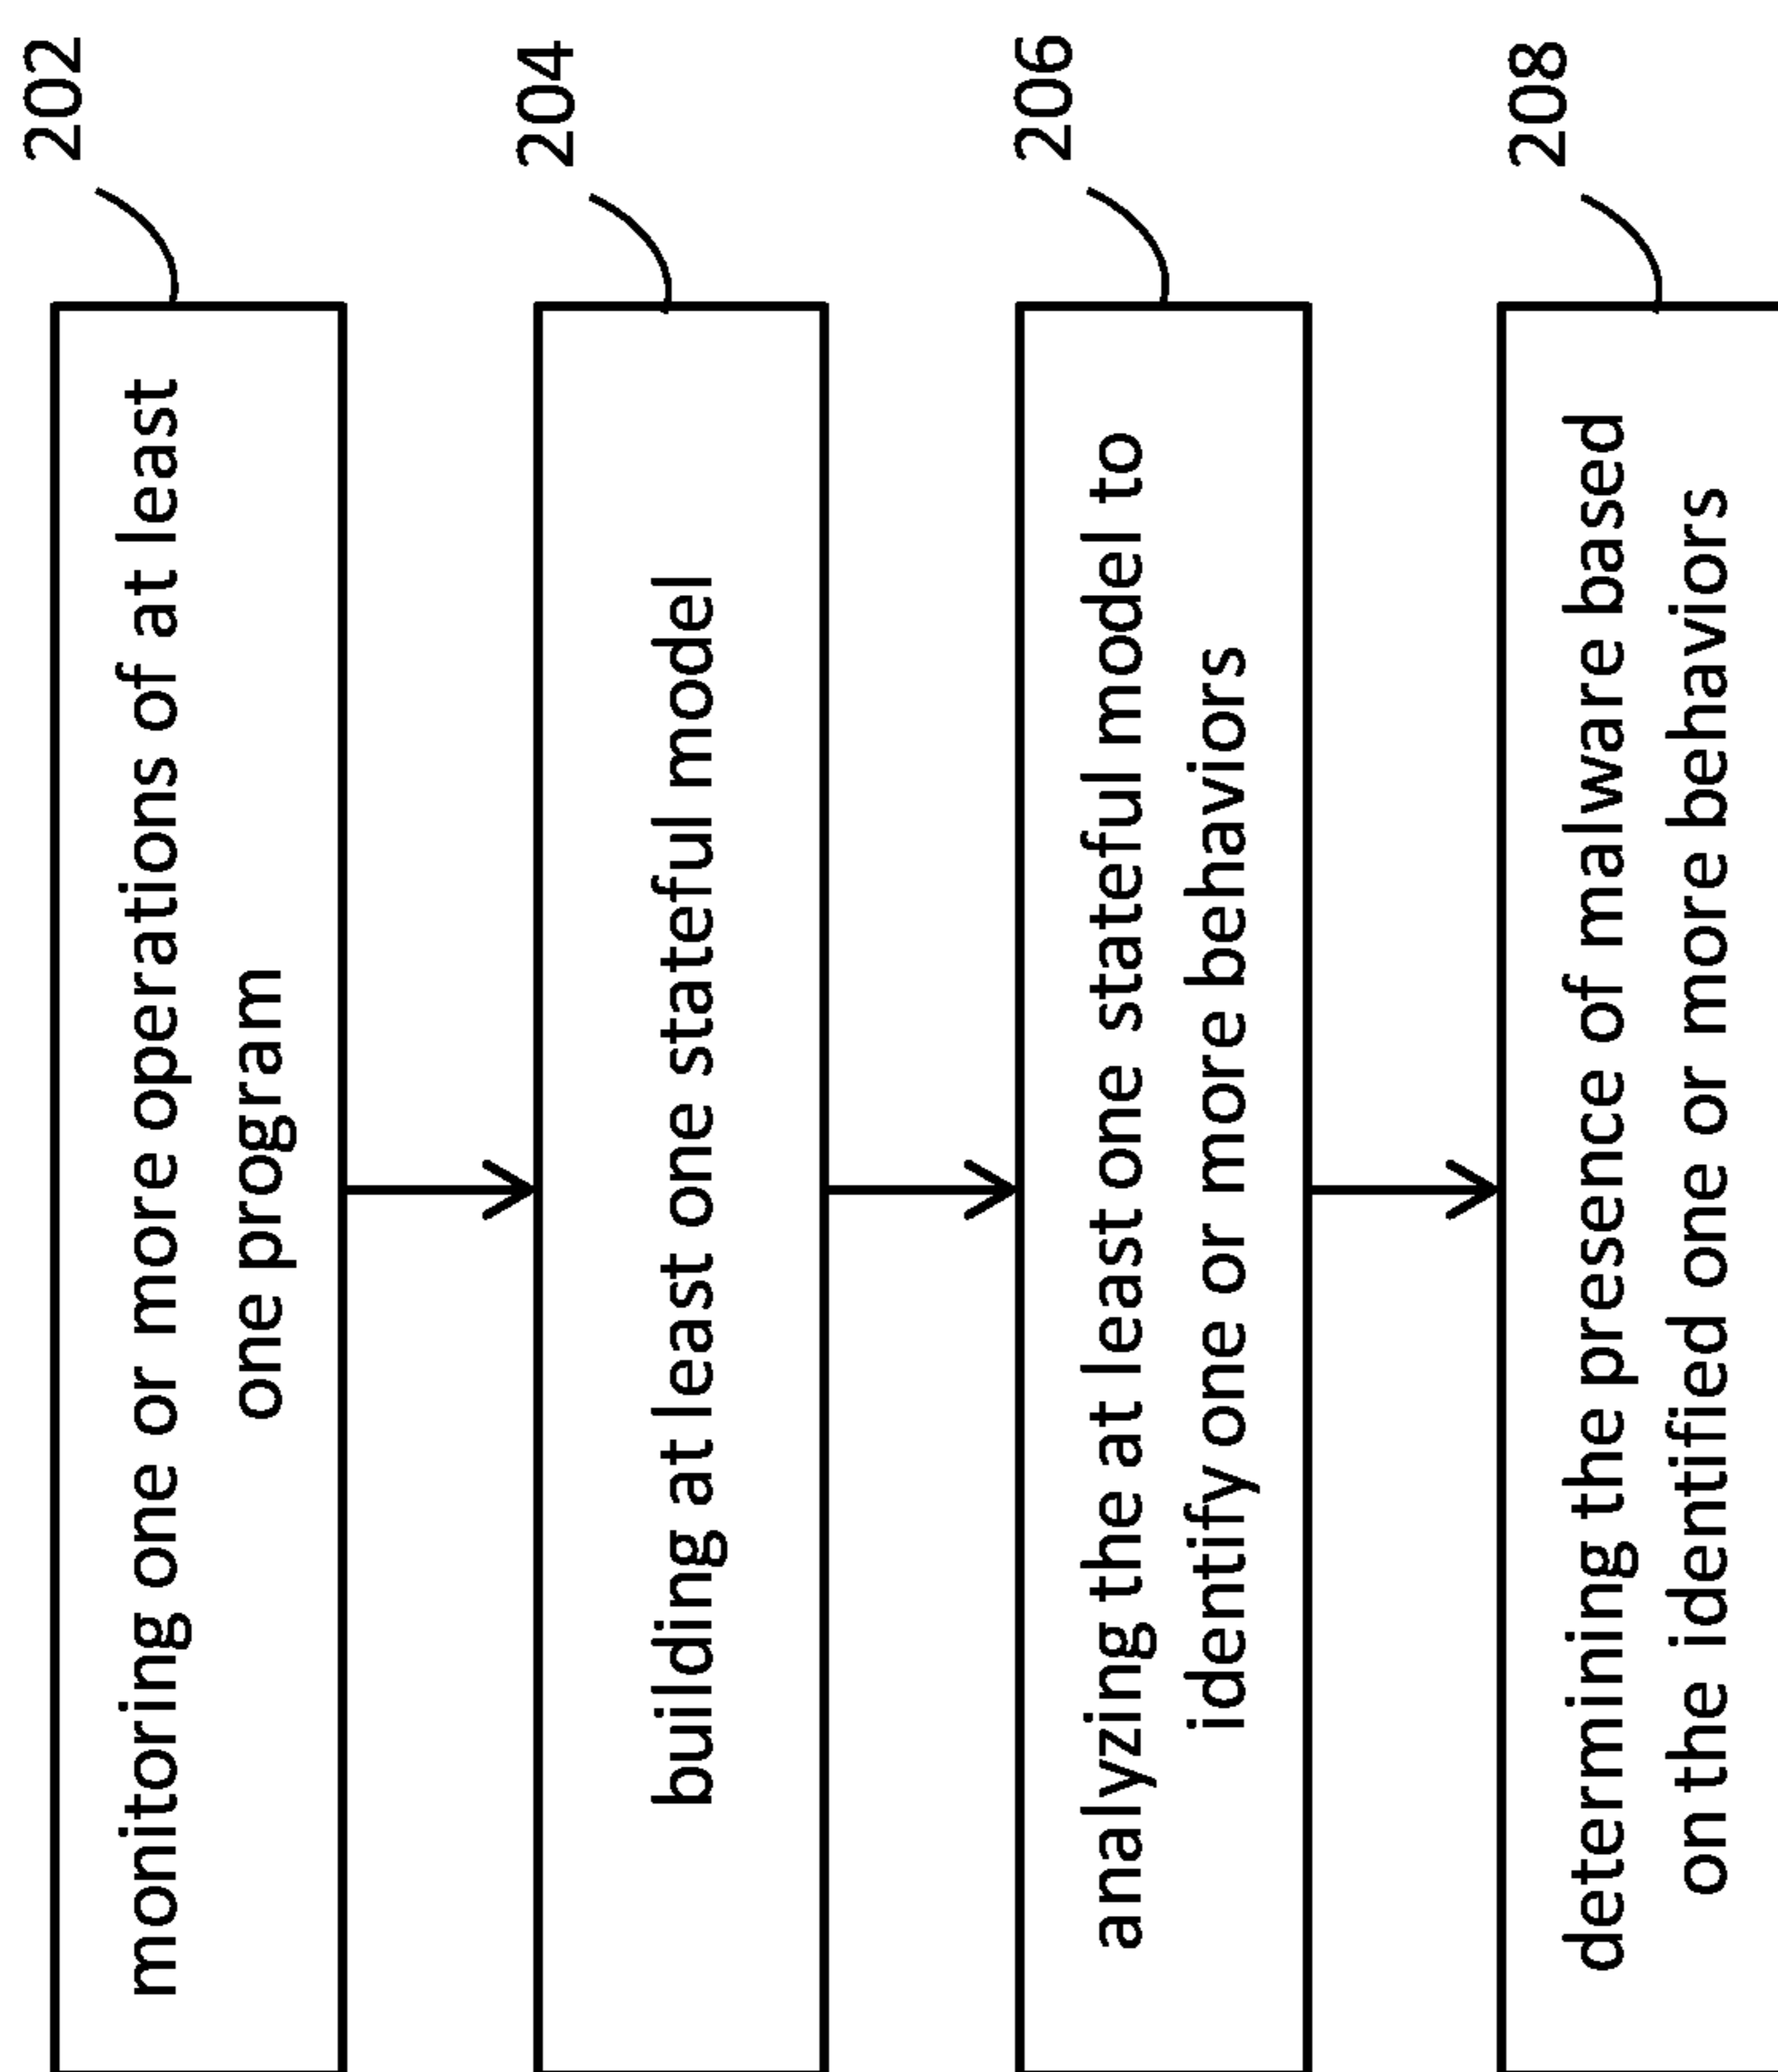 202
monitoring one or more operations of at least
one program
204
building at least one stateful model
206
analyzing the at least one stateful model to
identify one or more behaviors
208
determining the presence of malware based
on the identified one or more behaviors